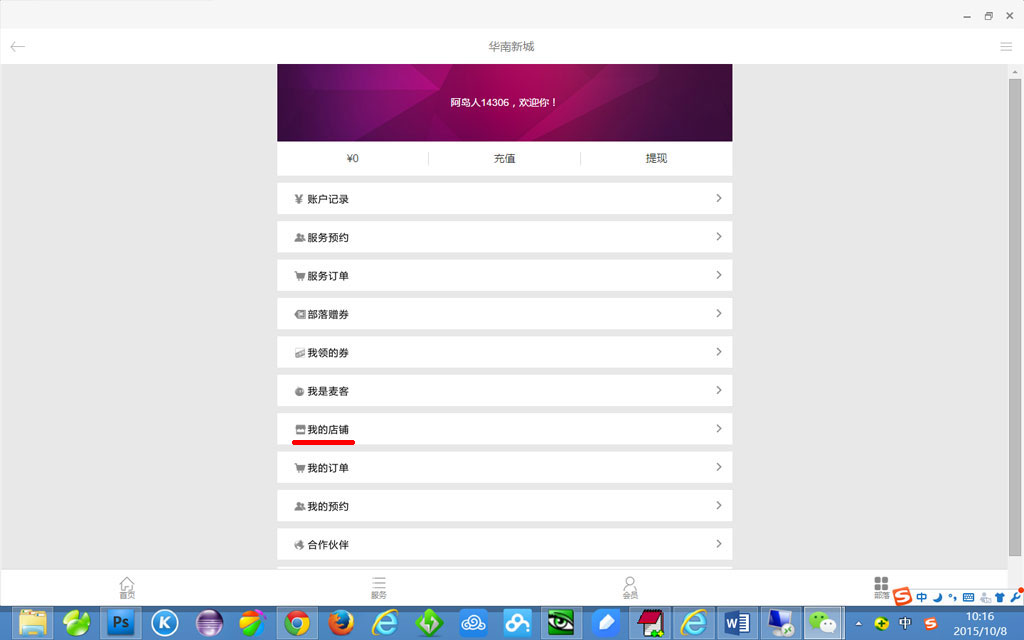 华南新城
阿岛人14306，欢迎你！
¥0
充值
提现
账户记录
服务预约
服务订单
部落赠券
我领的券
我是麦客
我的店铺
我的订单
我的预约
合作伙伴
首页
服务
会员
部落
中
Ps
K
W
中
10:16
2015/10/8